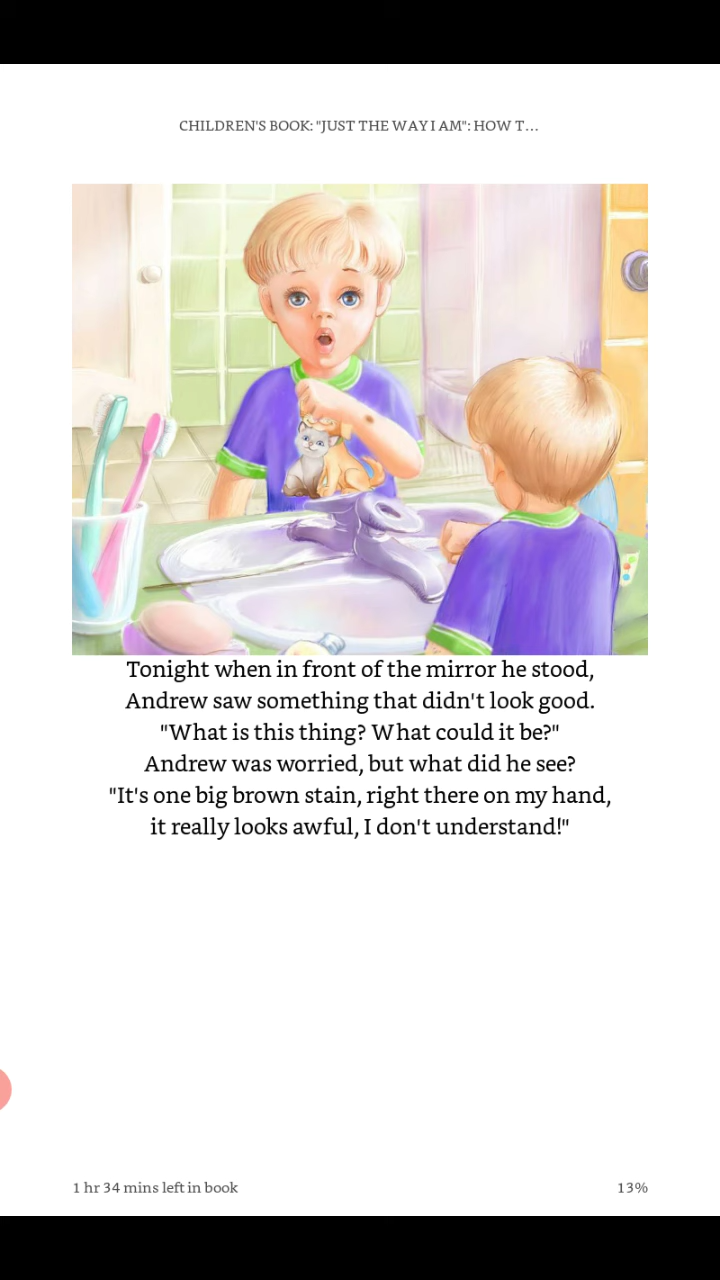 CHILDREN'S BOOK: "JUST THE WAY I AM": HOW T...
Tonight when in front of the mirror he stood,
Andrew saw something that didn't look good.
"What is this thing? What could it be?"
Andrew was worried, but what did he see?
"It's one big brown stain, right there on my hand,
it really looks awful, I don't understand!"
1 hr 34 mins left in book
13%